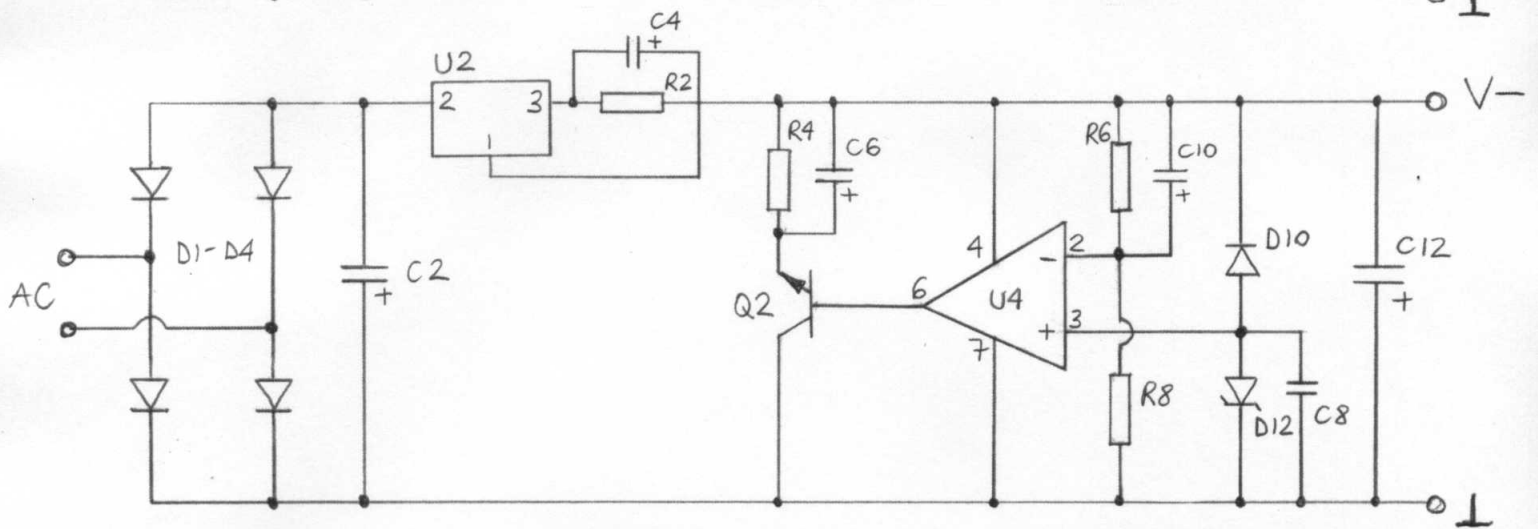 C4
+
U2
R2
2
3
1
V-
R4
C6
+
R6
C10
+
D1-D4
4
2
-
D10
C12
+
AC
C2
+
Q2
6
U4
+
3
7
R8
D12
C8